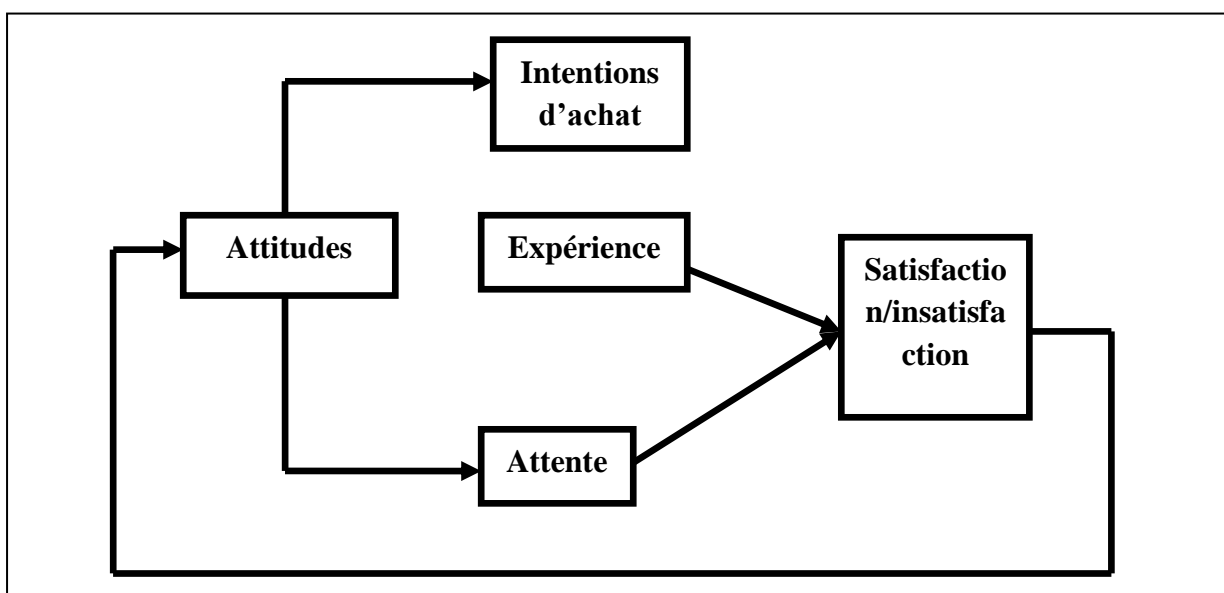 Intentions
d’achat
Attitudes
Expérience
Satisfactio
n/insatisfa
ction
Attente